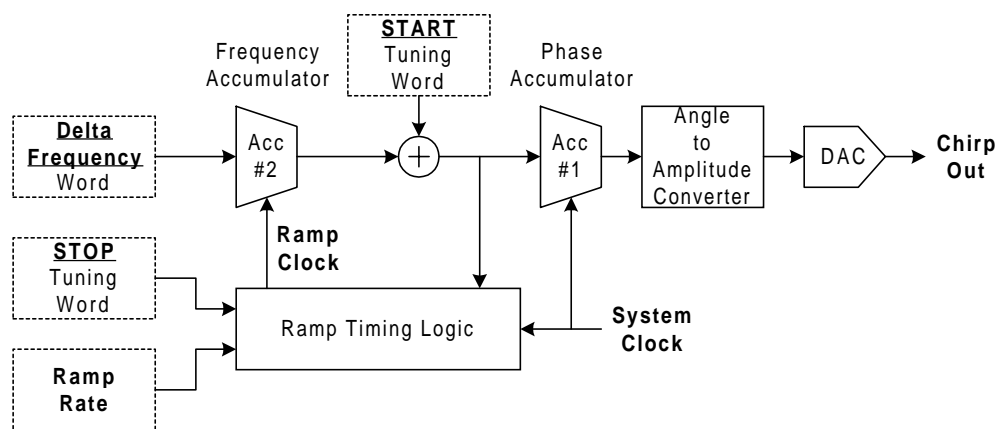 START
Tuning
Word
Frequency
Accumulator
Phase
Accumulator
Delta
Frequency
Word
Acc
#2
+
Acc
#1
Angle
to
Amplitude
Converter
DAC
Chirp
Out
Ramp
Clock
STOP
Tuning
Word
Ramp Timing Logic
System
Clock
Ramp
Rate